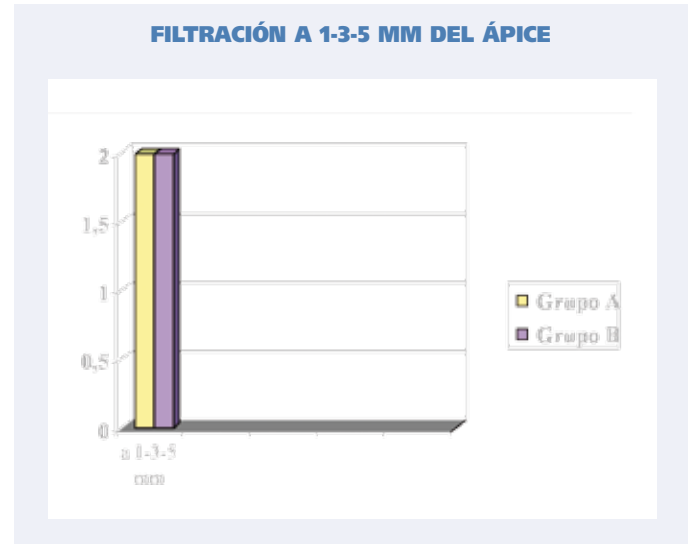 FILTRACIÓN A 1-3-5 MM DEL ÁPICE
2
1,5
1
0,5
0
a 1-3-5
mm
Grupo A
Grupo B